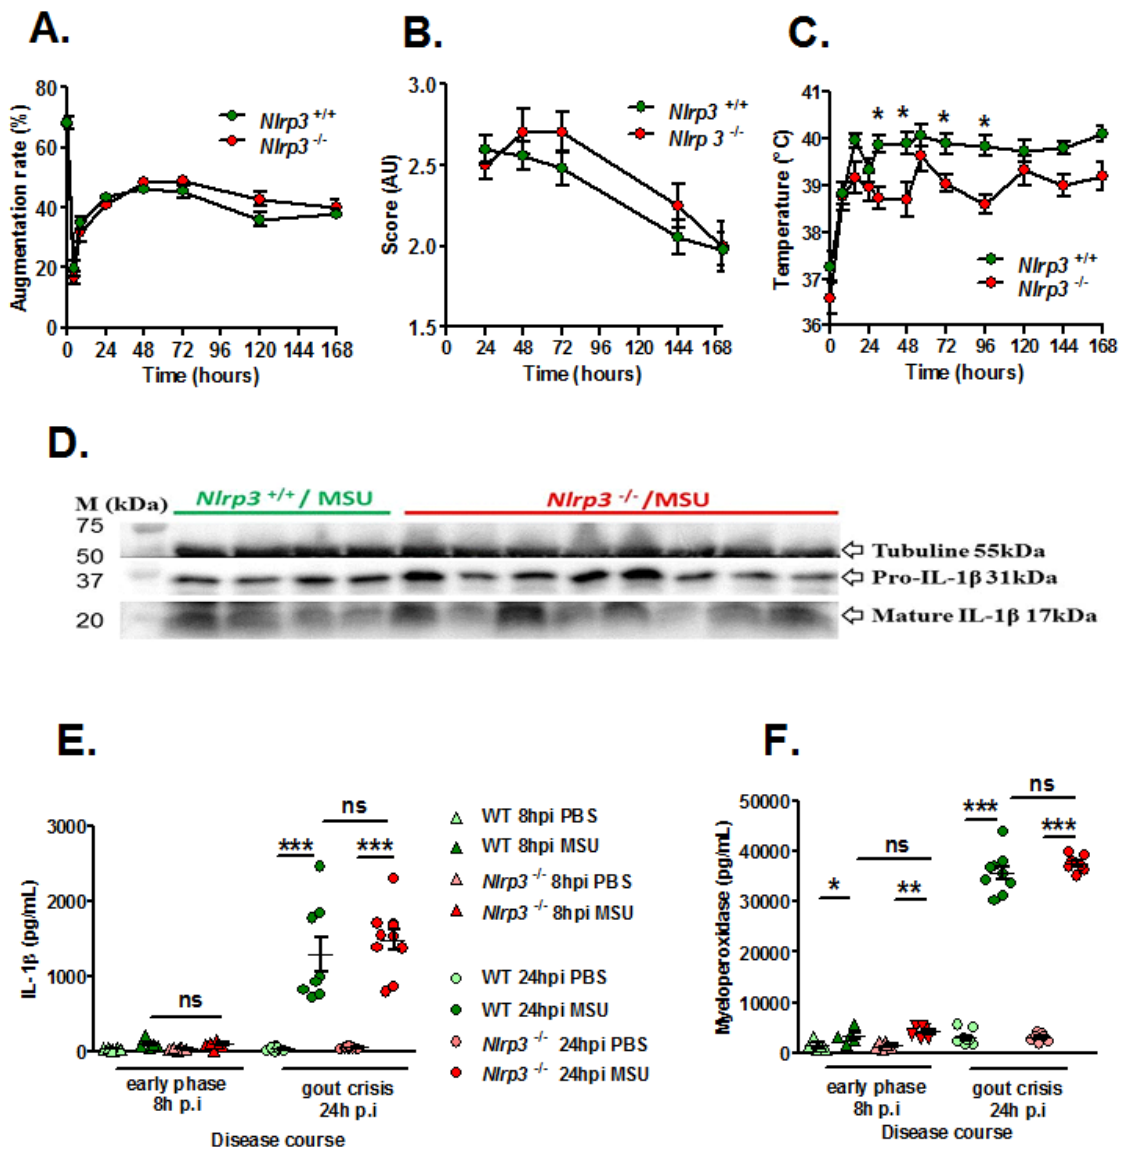 A.
B.
C.
Augmentation rate (%)
80
60
40
20
0
Nlrp3 +/+
Nlrp3 -/-
0 24 48 72 96 120 144 168
Time (hours)
Score (AU)
3.0
2.5
2.0
1.5
Nlrp3 +/+
Nlrp 3 -/-
0 24 48 72 96 120 144 168
Time (hours)
Temperature (° C)
41
40
39
38
37
36
* * * *
Nlrp3 +/+
Nlrp3 -/-
0 24 48 72 96 120 144 168
Time (hours)
D.
M (kDa)
Nlrp3 +/+ / MSU
Nlrp3 -/- /MSU
75
50
37
20
Tubuline 55kDa
Pro-IL-1β 31kDa
Mature IL-1β 17kDa
E.
IL-1β (pg/mL)
3000
2000
1000
0
ns
*** ***
ns
early phase
8h p.i
gout crisis
24h p.i
Disease course
WT 8hpi PBS
WT 8hpi MSU
Nlrp3 -/- 8hpi PBS
Nlrp3 -/- 8hpi MSU
WT 24hpi PBS
WT 24hpi MSU
Nlrp3 -/- 24hpi PBS
Nlrp3 -/- 24hpi MSU
F.
Myeloperoxidase (pg/mL)
50000
40000
30000
20000
10000
0
ns
***
***
ns
* **
early phase
8h p.i
gout crisis
24h p.i
Disease course